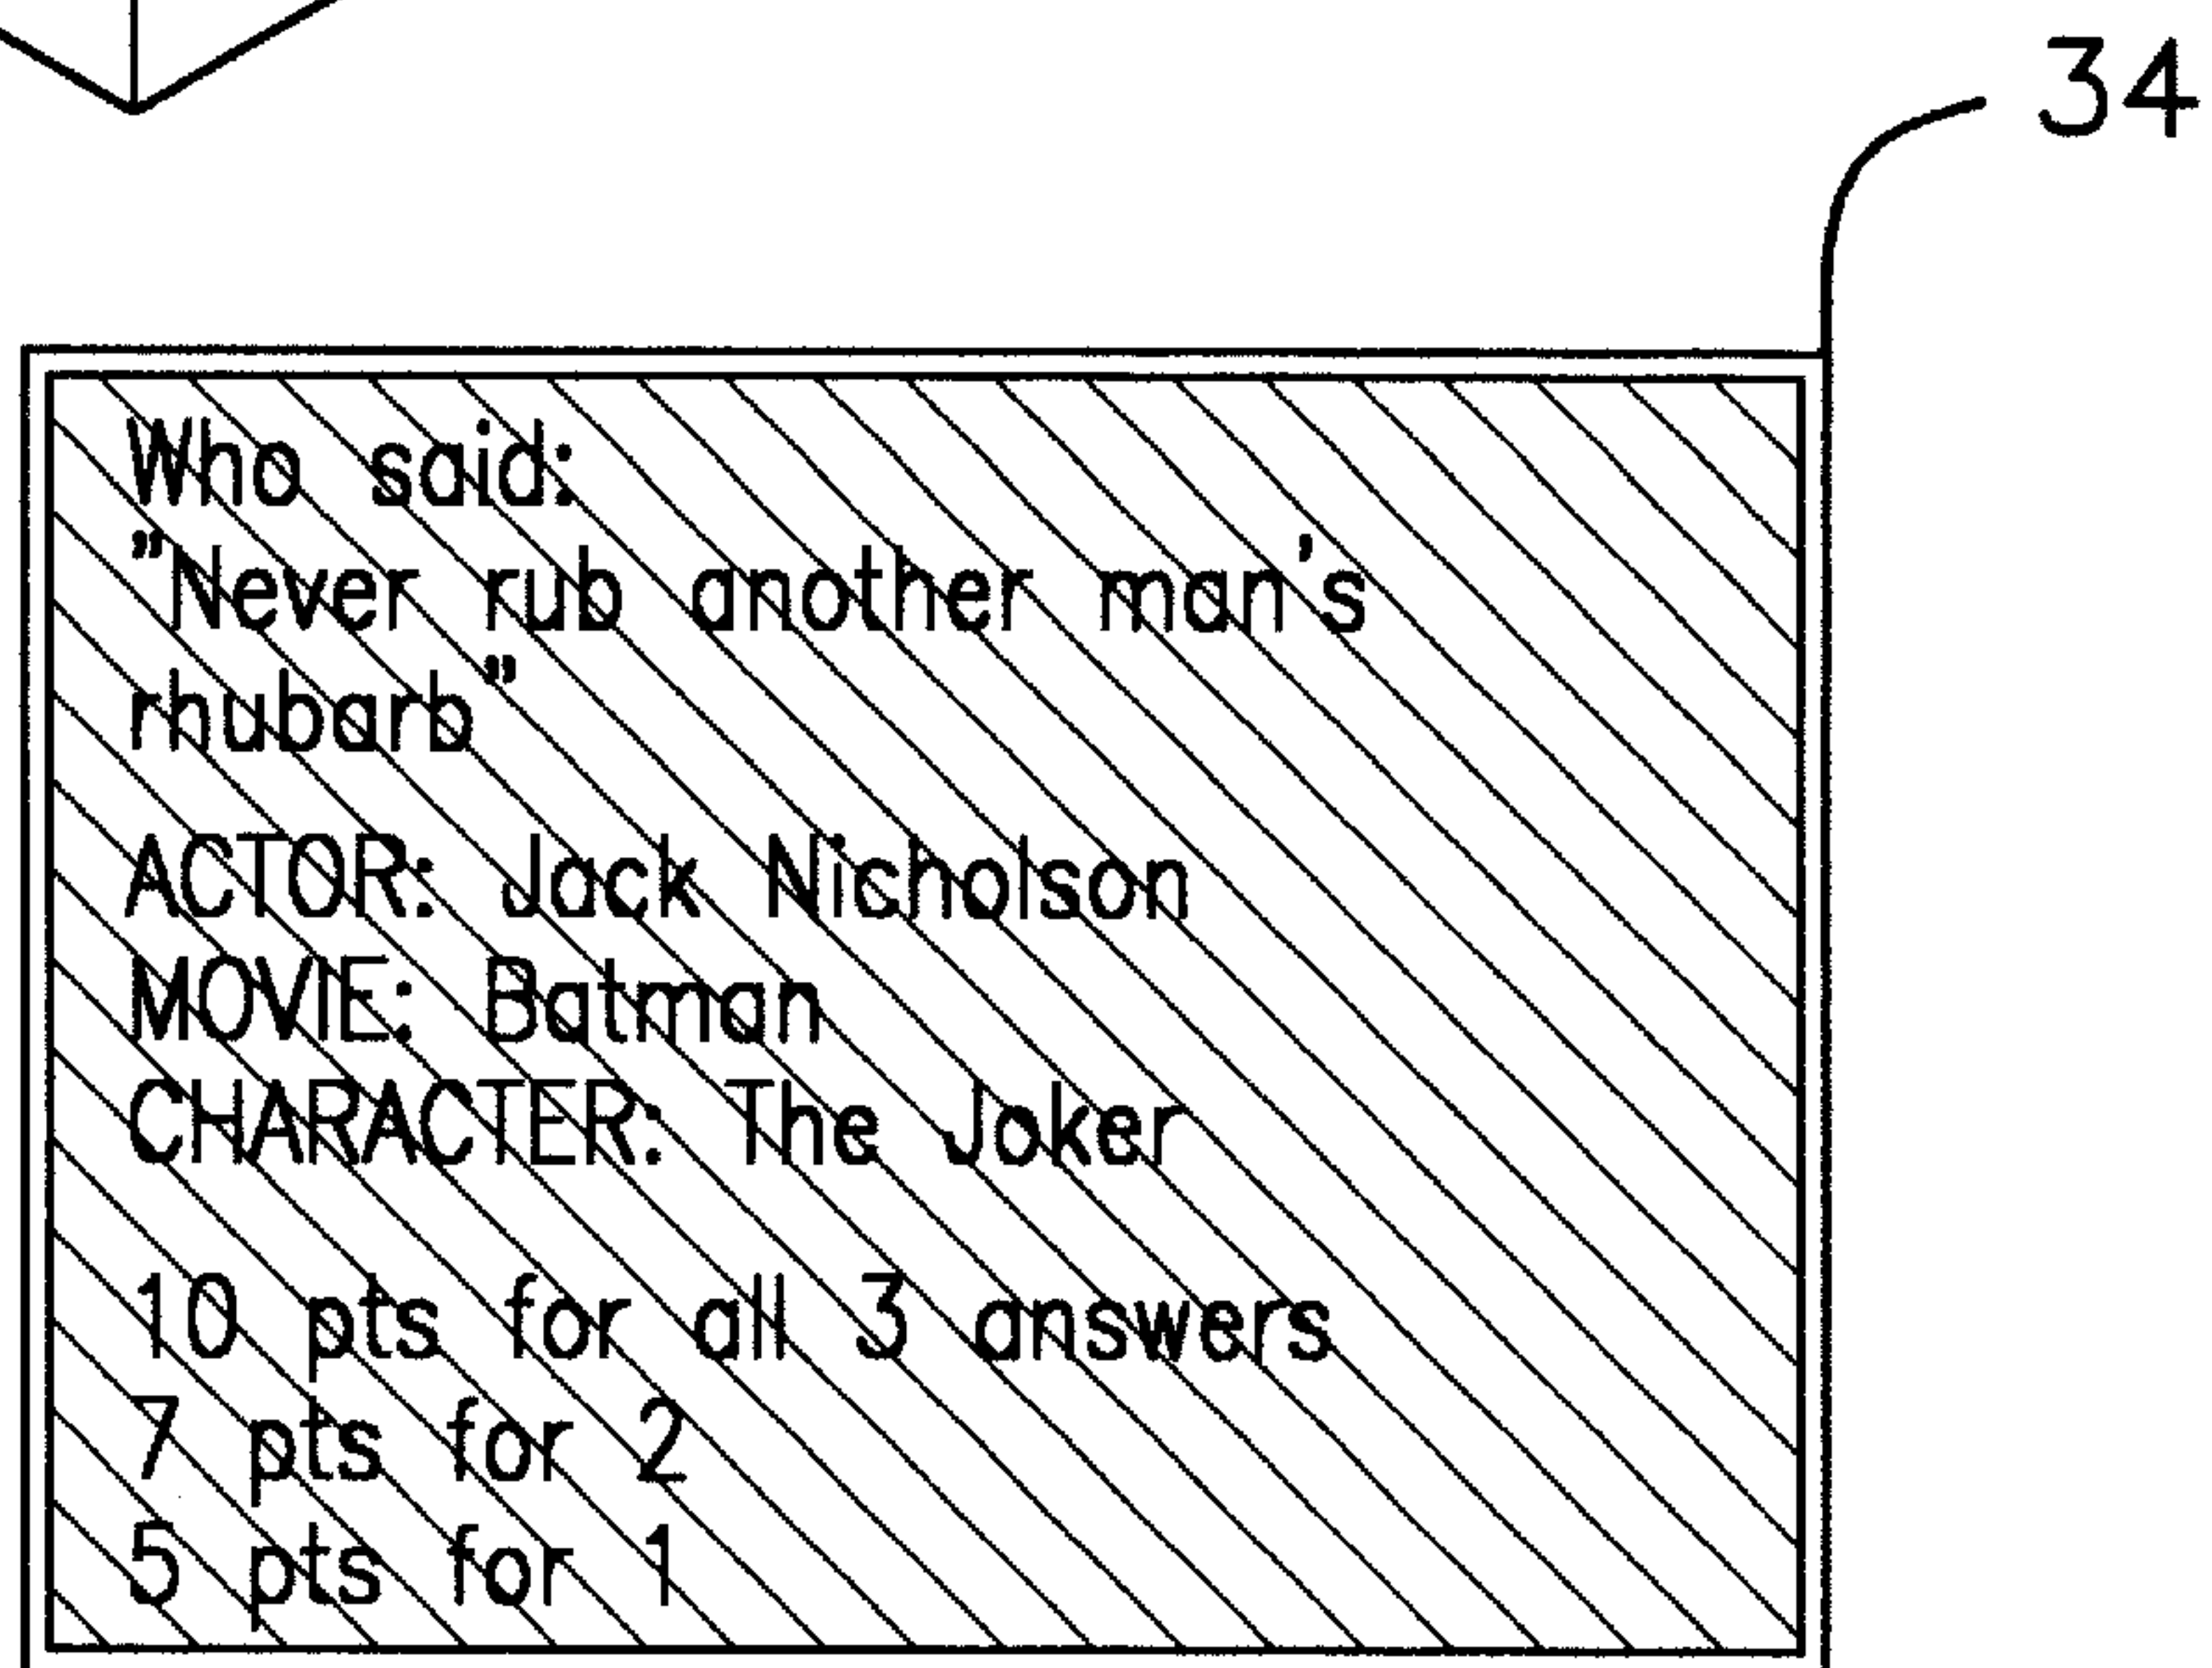 34
Who said:
"Never rub another man's
rhubarb"
ACTOR: Jack Nicholson
MOVIE: Batman
CHARACTER: The Joker
10 pts for all 3 answers
7 pts for 2
5 pts for 1